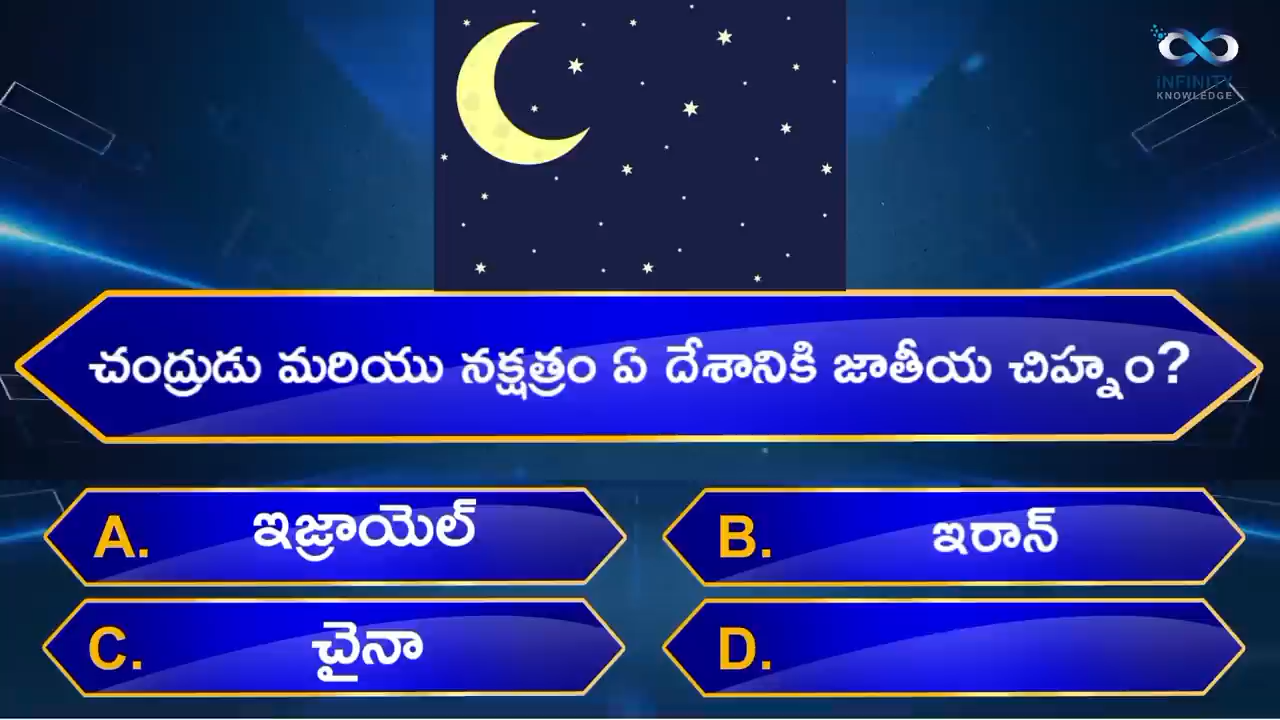 INFINITY
KNOWLEDGE
చంద్రుడు మరియు నక్షత్రం ఏ దేశానికి జాతీయ చిహ్నం?
A. ఇజ్రాయెల్
B. ఇరాన్
C. చైనా
D.